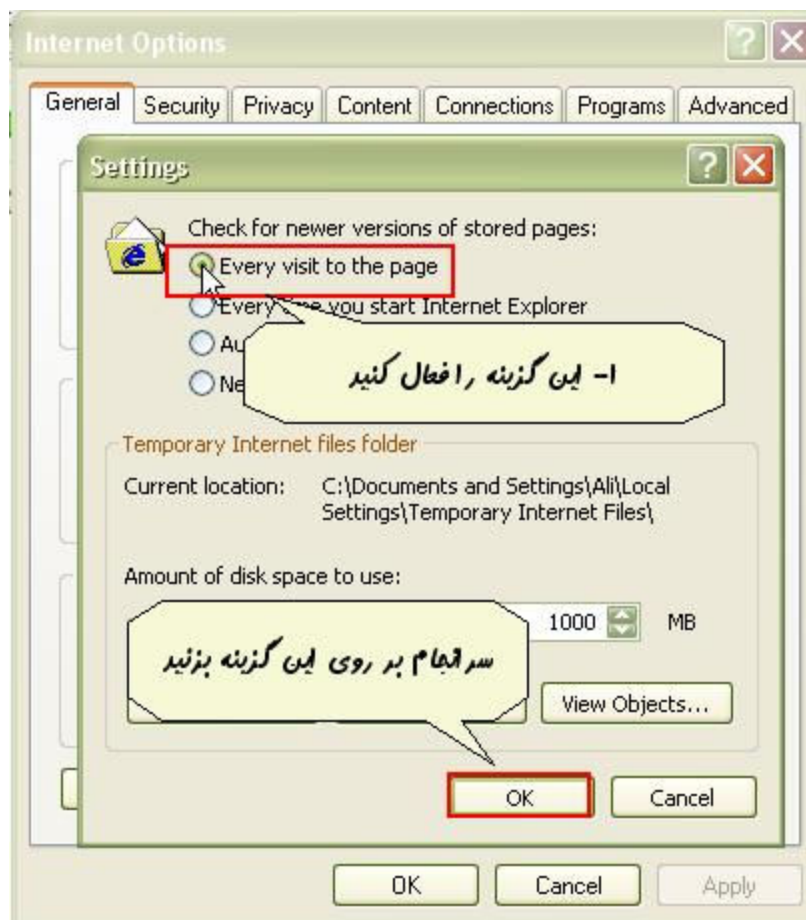 Internet Options
General Security Privacy Content Connections Programs Advanced
Settings
Check for newer versions of stored pages:
Every visit to the page
Every time you start Internet Explorer
۱- این گزینه را فعال کنید
Temporary Internet files folder
Current location: C:\Documents and Settings\Ali\Local
Settings\Temporary Internet Files\
Amount of disk space to use:
1000 MB
سرانجام بر روی این گزینه بزنید
View Objects...
OK Cancel
OK Cancel Apply